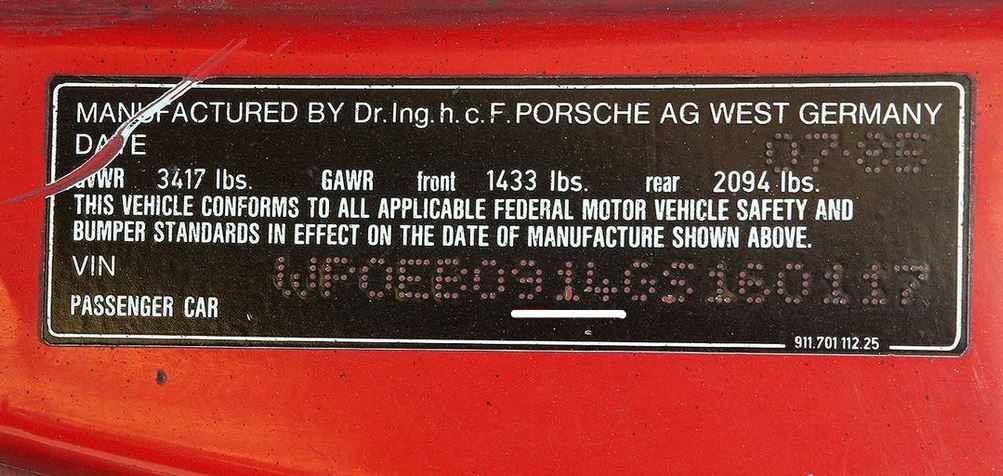 MANUFACTURED BY Dr.Ing.h.c.F.PORSCHE AG WEST GERMANY
DATE 07-85
GVWR 3417 lbs. GAWR front 1433 lbs. rear 2094 lbs.
THIS VEHICLE CONFORMS TO ALL APPLICABLE FEDERAL MOTOR VEHICLE SAFETY AND
BUMPER STANDARDS IN EFFECT ON THE DATE OF MANUFACTURE SHOWN ABOVE.
VIN WP0EB0914GS160117
PASSENGER CAR
911.701 112.25